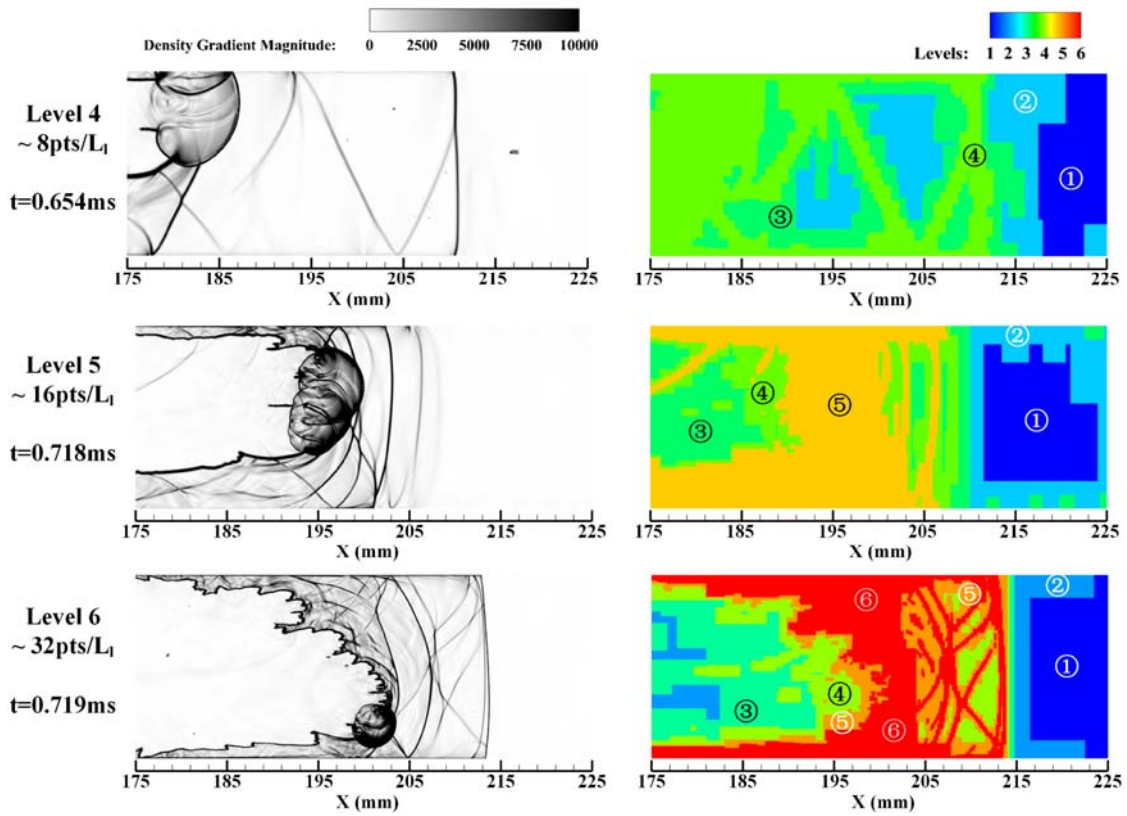 Density Gradient Magnitude: 0 2500 5000 7500 10000
Levels: 1 2 3 4 5 6
Level 4
~ 8pts/Lₗ
t=0.654ms
175 185 195 205 215 225
X (mm)
② ④ ① ③
175 185 195 205 215 225
X (mm)
Level 5
~ 16pts/Lₗ
t=0.718ms
175 185 195 205 215 225
X (mm)
② ④ ⑤ ① ③
175 185 195 205 215 225
X (mm)
Level 6
~ 32pts/Lₗ
t=0.719ms
175 185 195 205 215 225
X (mm)
② ⑤ ⑥ ① ④ ③ ⑤ ⑥
175 185 195 205 215 225
X (mm)